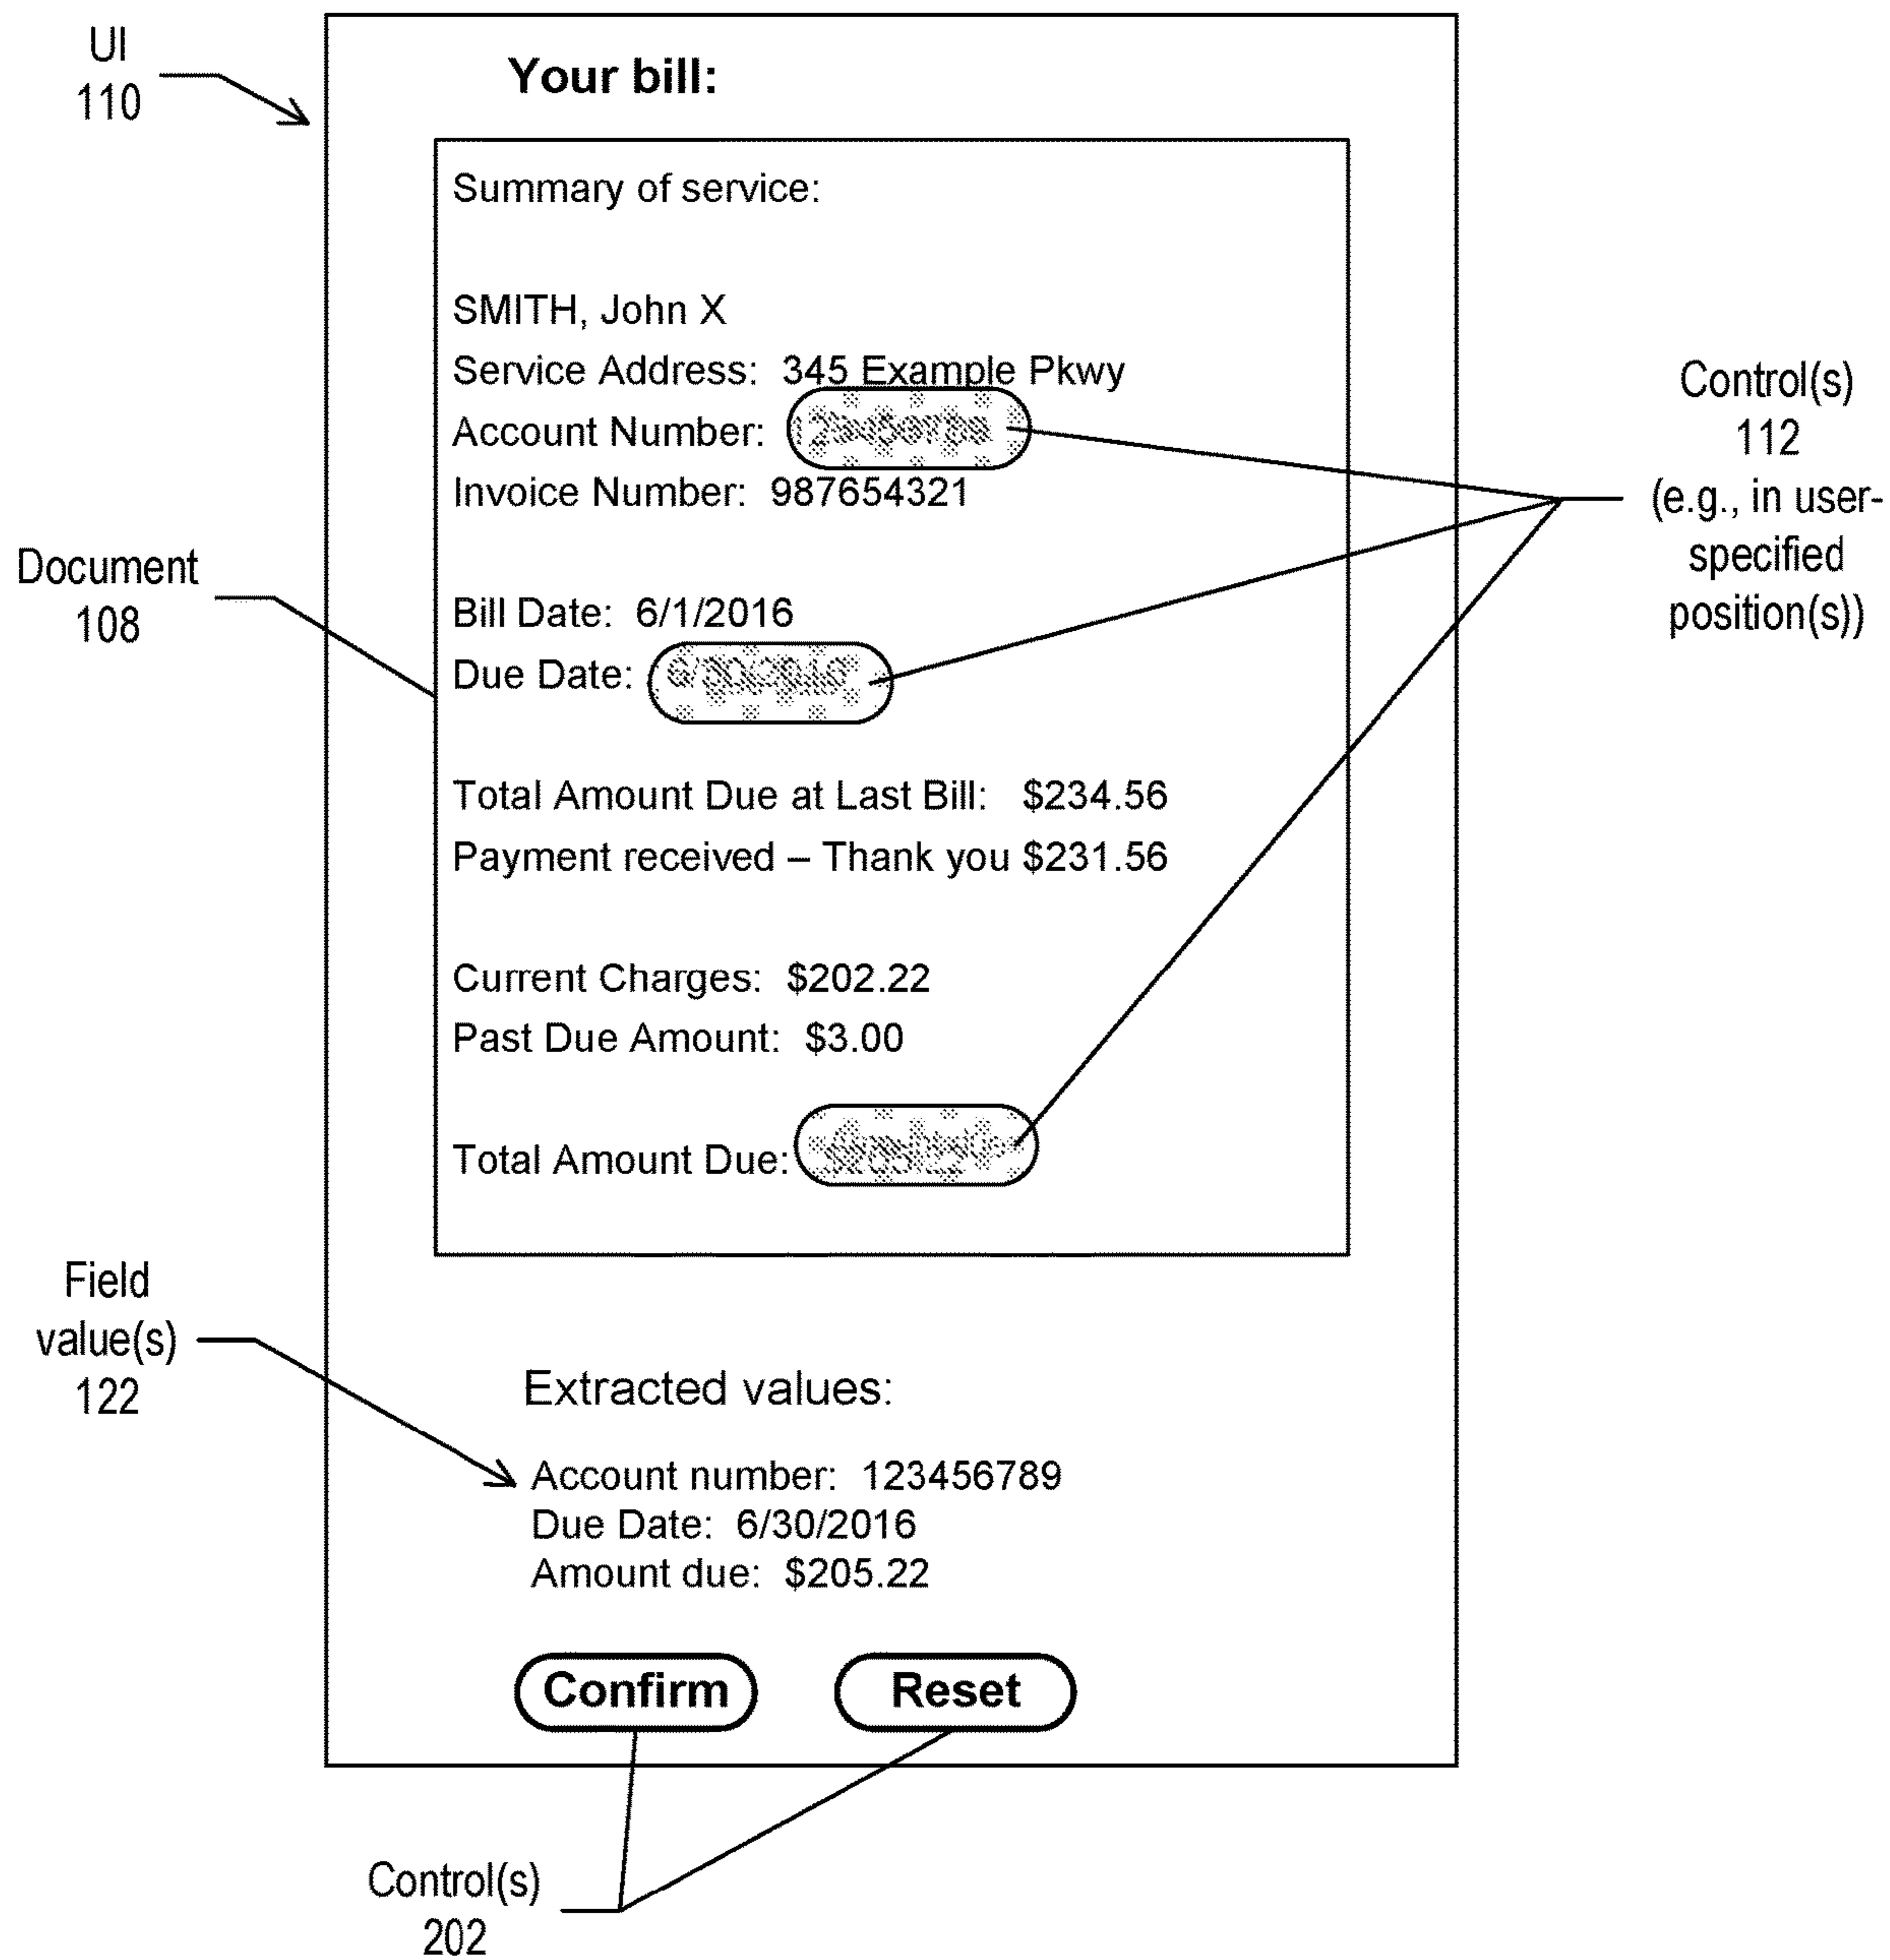 UI
110
Your bill:
Summary of service:
SMITH, John X
Service Address: 345 Example Pkwy
Account Number:
Invoice Number: 987654321
Control(s)
112
(e.g., in user-
specified
position(s))
Document
108
Bill Date: 6/1/2016
Due Date:
Total Amount Due at Last Bill: $234.56
Payment received – Thank you $231.56
Current Charges: $202.22
Past Due Amount: $3.00
Total Amount Due:
Field
value(s)
122
Extracted values:
Account number: 123456789
Due Date: 6/30/2016
Amount due: $205.22
Confirm Reset
Control(s)
202